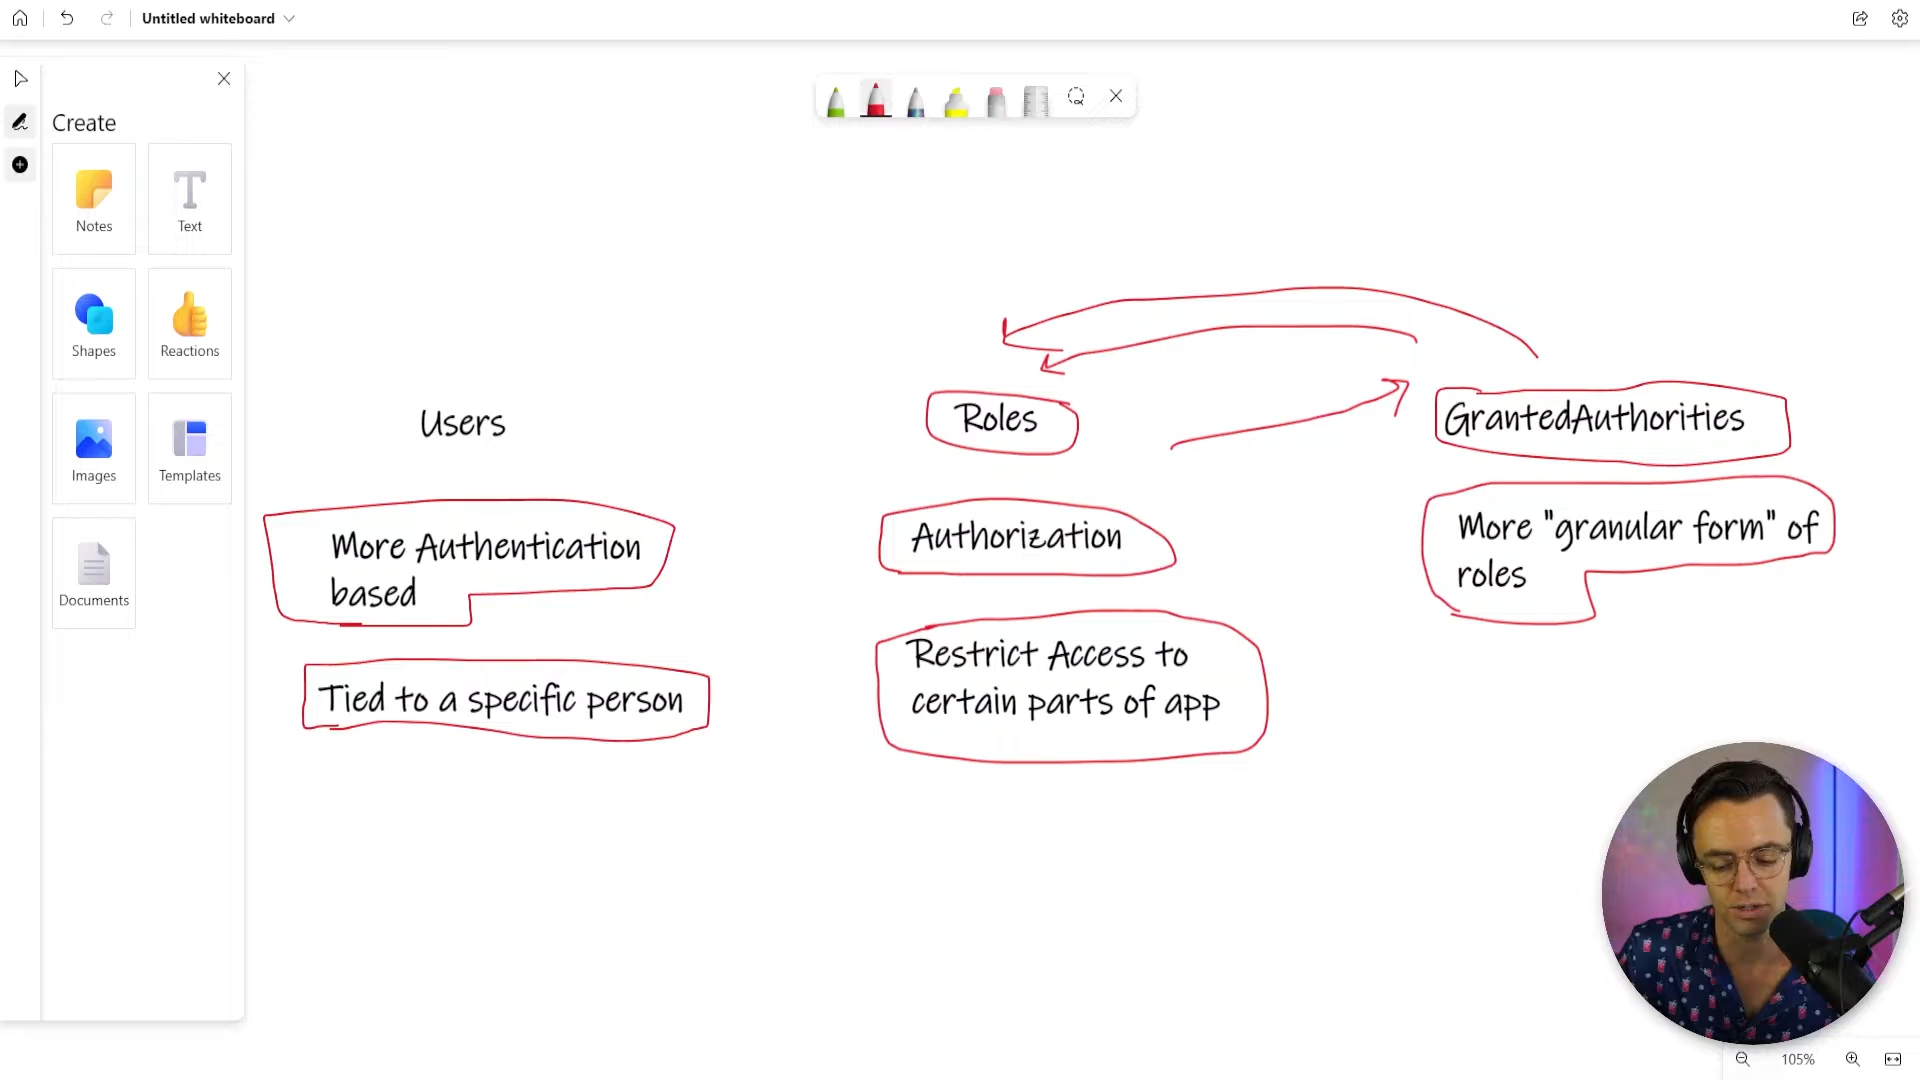 Untitled whiteboard
Create
Notes
Text
Shapes
Reactions
Images
Templates
Documents
Users
More Authentication
based
Tied to a specific person
Roles
Authorization
Restrict Access to
certain parts of app
GrantedAuthorities
More "granular form" of
roles
105%